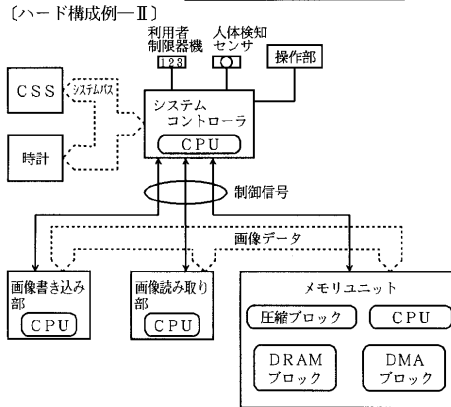 〔ハード構成例―Ⅱ〕
利用者
制限器機
123
人体検知
センサ
操作部
CSS
システムバス
時計
システム
コントローラ
CPU
制御信号
画像データ
画像書き込み
部
CPU
画像読み取り
部
CPU
メモリユニット
圧縮ブロック
CPU
DRAM
ブロック
DMA
ブロック